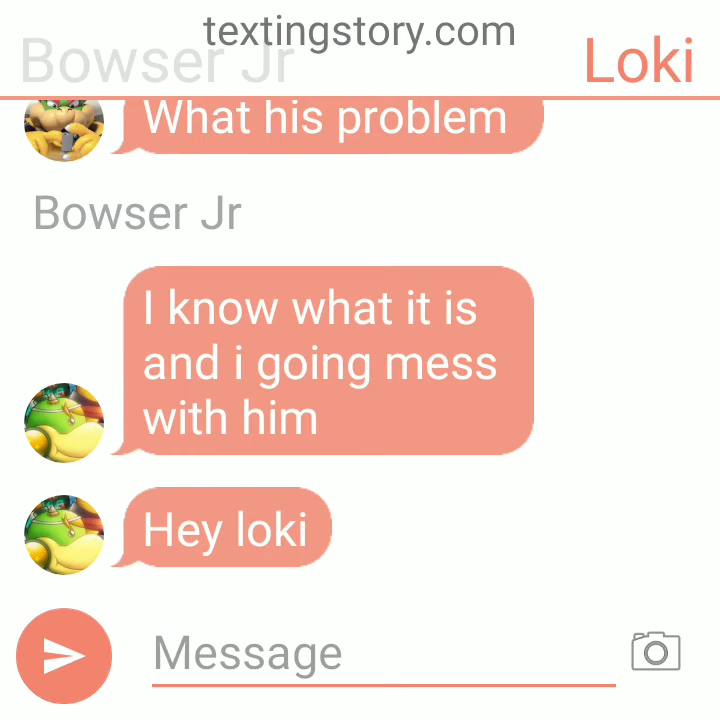 textingstory.com
Bowser Jr
Loki
What his problem
Bowser Jr
I know what it is
and i going mess
with him
Hey loki
Message